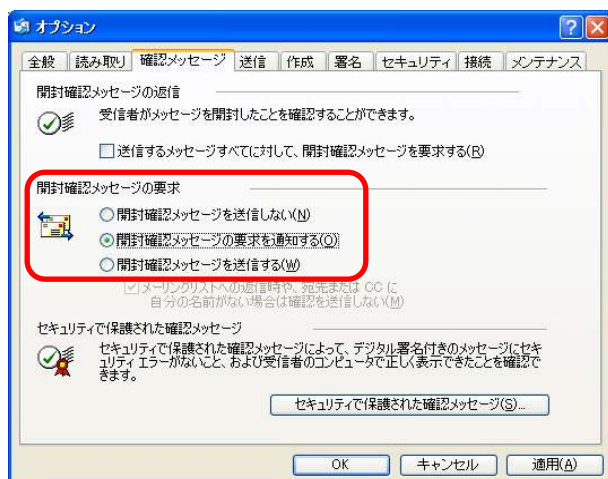 オプション
全般 読み取り 確認メッセージ 送信 作成 署名 セキュリティ 接続 メンテナンス
開封確認メッセージの返信
受信者がメッセージを開封したことを確認することができます。
送信するメッセージすべてに対して、開封確認メッセージを要求する(R)
開封確認メッセージの要求
開封確認メッセージを送信しない(N)
開封確認メッセージの要求を通知する(O)
開封確認メッセージを送信する(W)
メーリングリストへの返信時や、宛先または CC に
自分の名前がない場合は確認を送信しない(M)
セキュリティで保護された確認メッセージ
セキュリティで保護された確認メッセージによって、デジタル署名付きのメッセージにセキ
ュリティ エラーがないこと、および受信者のコンピュータで正しく表示できたことを確認で
きます。
セキュリティで保護された確認メッセージ(S)...
OK キャンセル 適用(A)